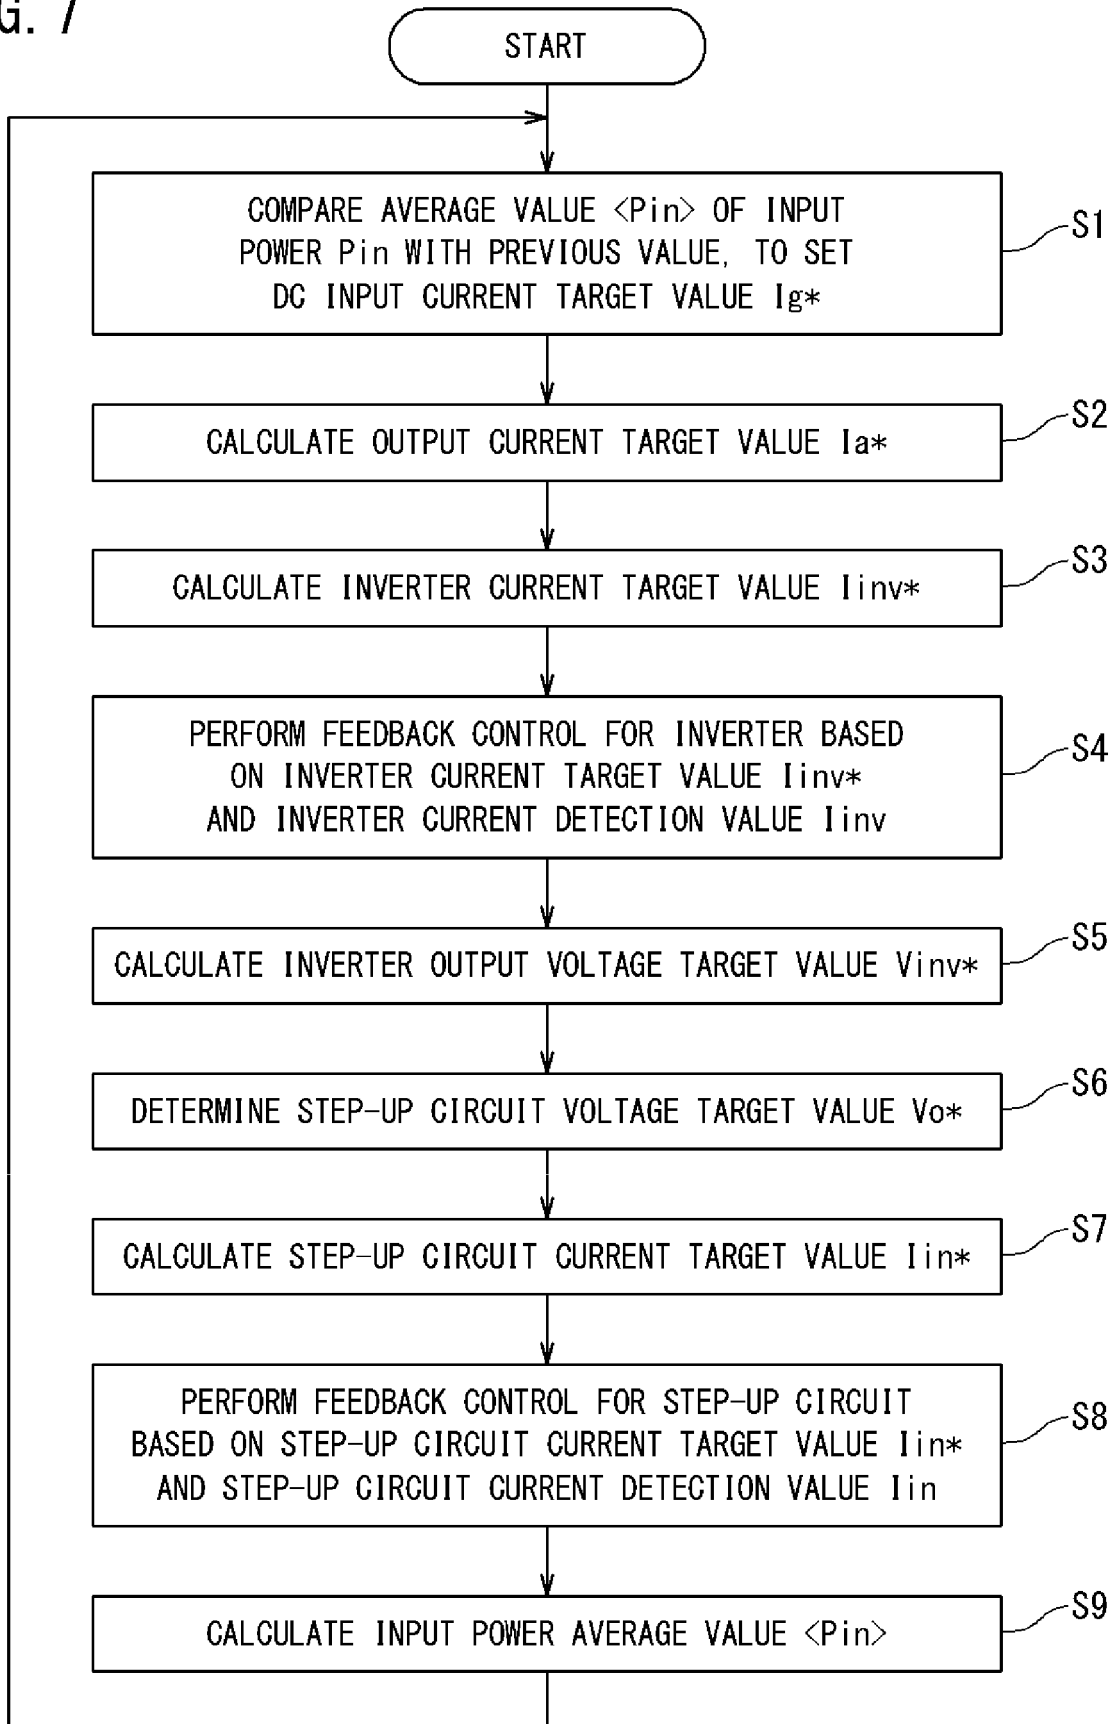 G. 7
START
COMPARE AVERAGE VALUE <Pin> OF INPUT
POWER Pin WITH PREVIOUS VALUE, TO SET
DC INPUT CURRENT TARGET VALUE Ig*
S1
CALCULATE OUTPUT CURRENT TARGET VALUE Ia*
S2
CALCULATE INVERTER CURRENT TARGET VALUE Iinv*
S3
PERFORM FEEDBACK CONTROL FOR INVERTER BASED
ON INVERTER CURRENT TARGET VALUE Iinv*
AND INVERTER CURRENT DETECTION VALUE Iinv
S4
CALCULATE INVERTER OUTPUT VOLTAGE TARGET VALUE Vinv*
S5
DETERMINE STEP-UP CIRCUIT VOLTAGE TARGET VALUE Vo*
S6
CALCULATE STEP-UP CIRCUIT CURRENT TARGET VALUE Iin*
S7
PERFORM FEEDBACK CONTROL FOR STEP-UP CIRCUIT
BASED ON STEP-UP CIRCUIT CURRENT TARGET VALUE Iin*
AND STEP-UP CIRCUIT CURRENT DETECTION VALUE Iin
S8
CALCULATE INPUT POWER AVERAGE VALUE <Pin>
S9